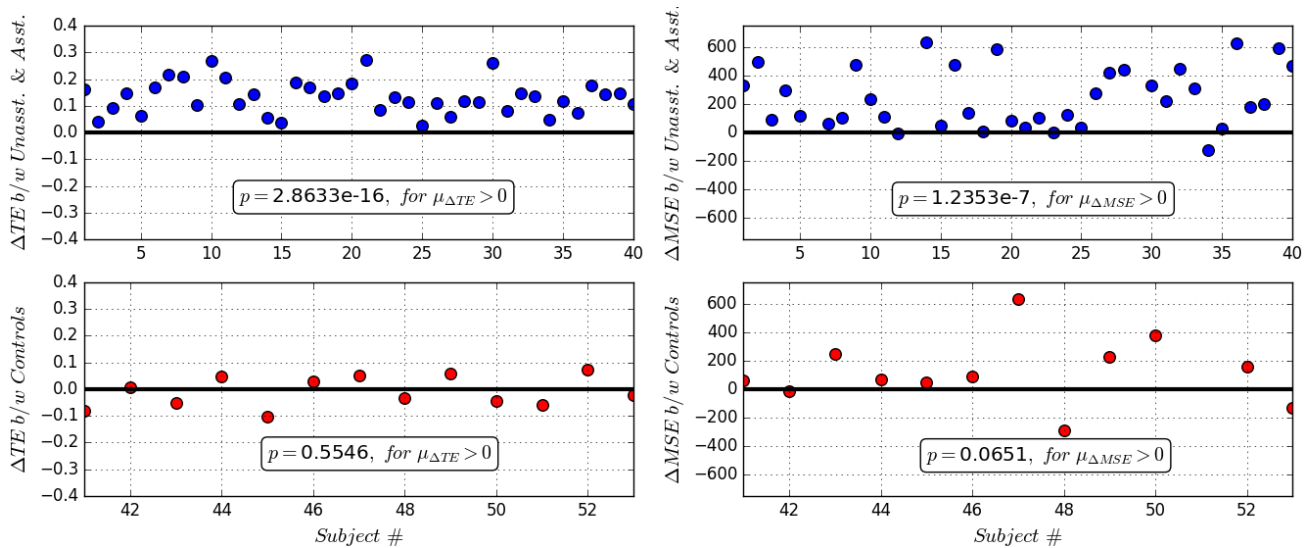 ΔTE b/w Unasst. & Asst.
0.4
0.3
0.2
0.1
0.0
−0.1
−0.2
−0.3
−0.4
p = 2.8633e-16, for μΔTE > 0
5 10 15 20 25 30 35 40
ΔMSE b/w Unasst. & Asst.
600
400
200
0
−200
−400
−600
p = 1.2353e-7, for μΔMSE > 0
5 10 15 20 25 30 35 40
ΔTE b/w Controls
0.4
0.3
0.2
0.1
0.0
−0.1
−0.2
−0.3
−0.4
p = 0.5546, for μΔTE > 0
42 44 46 48 50 52
Subject #
ΔMSE b/w Controls
600
400
200
0
−200
−400
−600
p = 0.0651, for μΔMSE > 0
42 44 46 48 50 52
Subject #